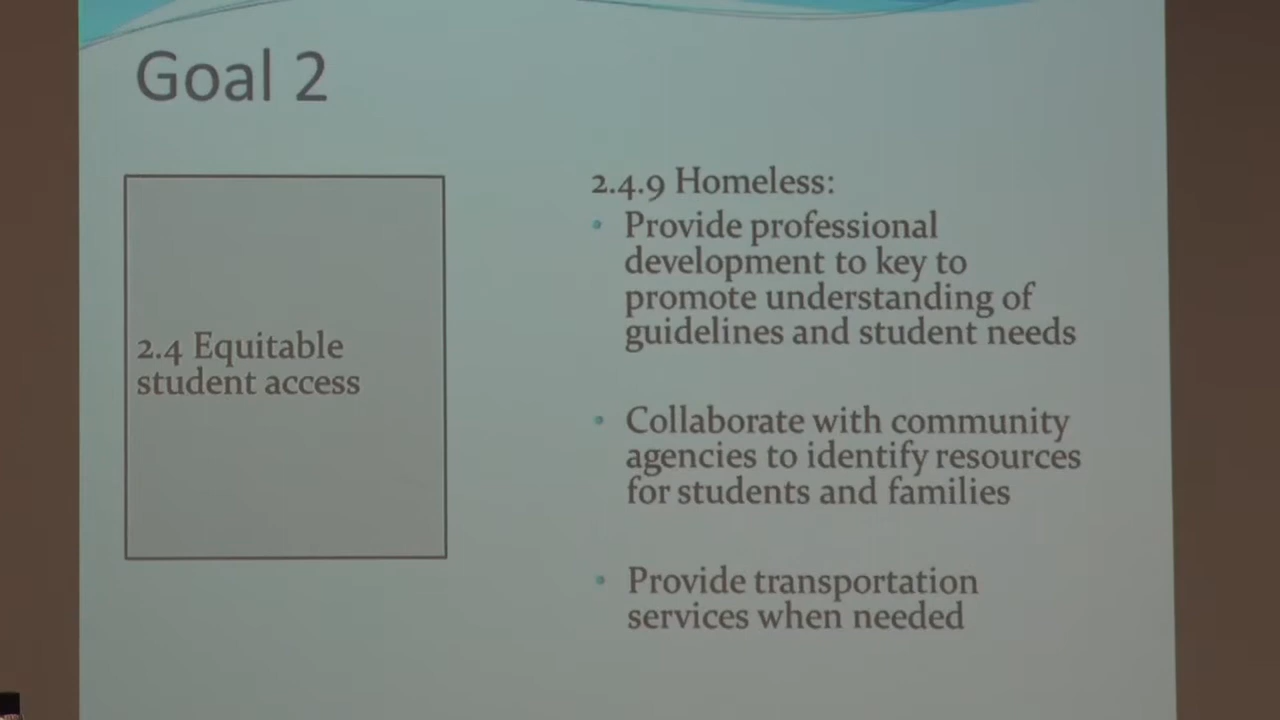 Goal 2
2.4 Equitable
student access
2.4.9 Homeless:
• Provide professional
development to key to
promote understanding of
guidelines and student needs
• Collaborate with community
agencies to identify resources
for students and families
• Provide transportation
services when needed